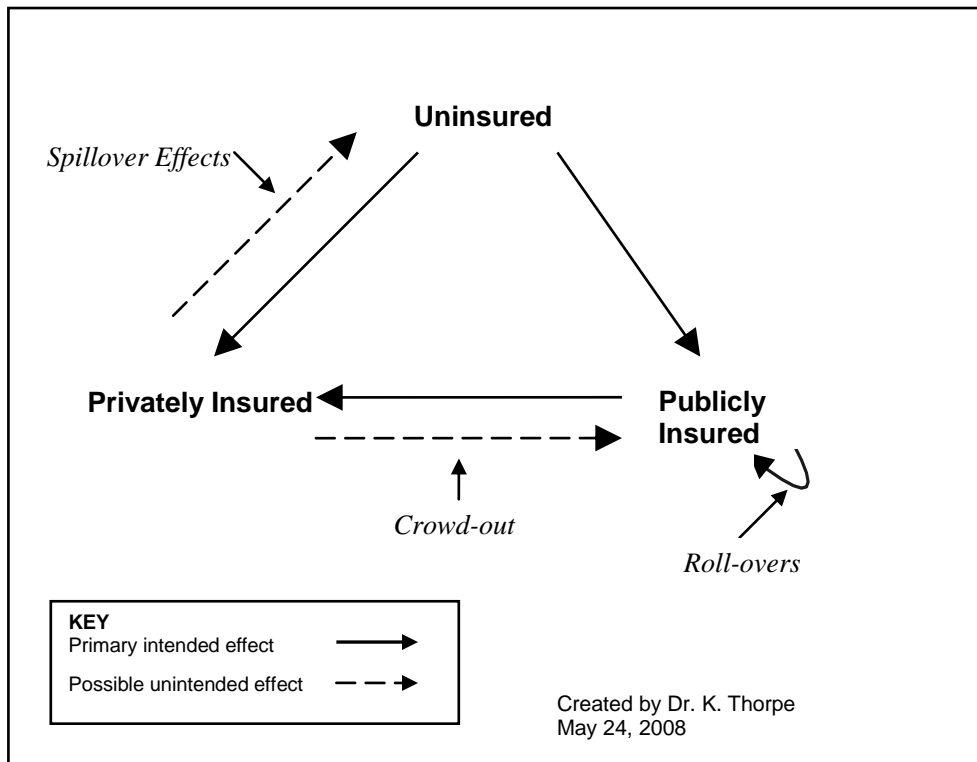 Uninsured
Spillover Effects
Privately Insured
Publicly
Insured
Crowd-out
Roll-overs
KEY
Primary intended effect
Possible unintended effect
Created by Dr. K. Thorpe
May 24, 2008